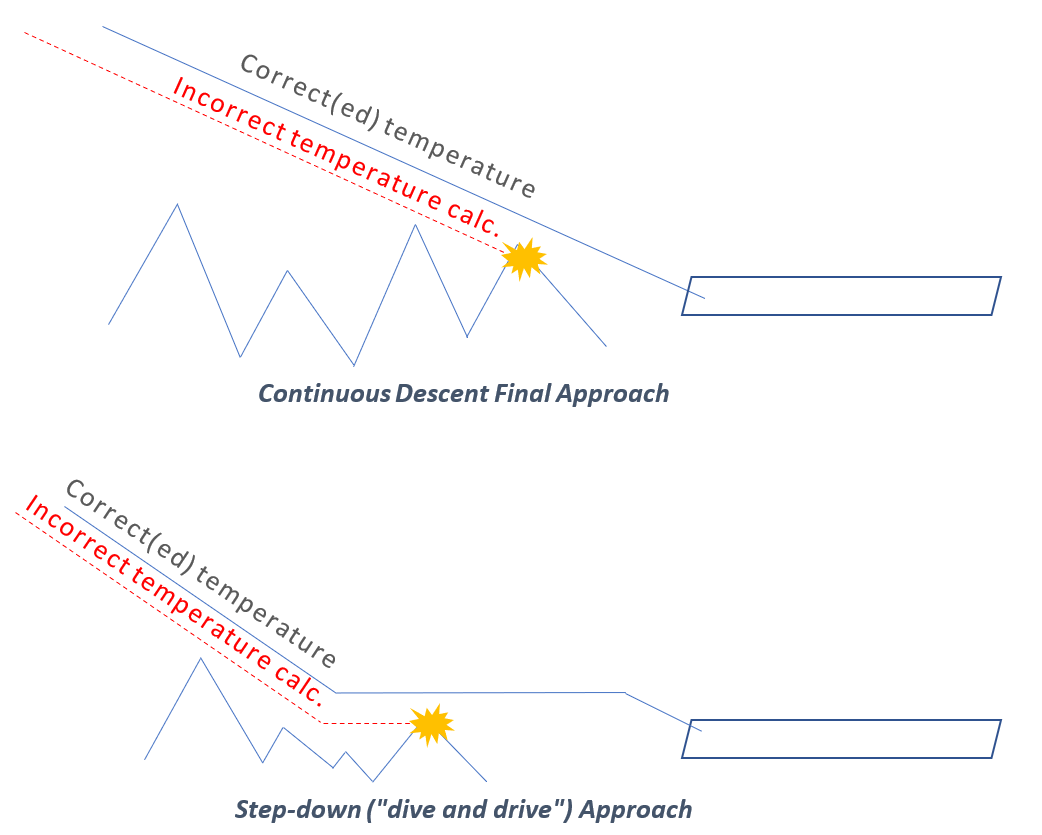 Correct(ed) temperature
Incorrect temperature calc.
Continuous Descent Final Approach
Correct(ed) temperature
Incorrect temperature calc.
Step-down ("dive and drive") Approach